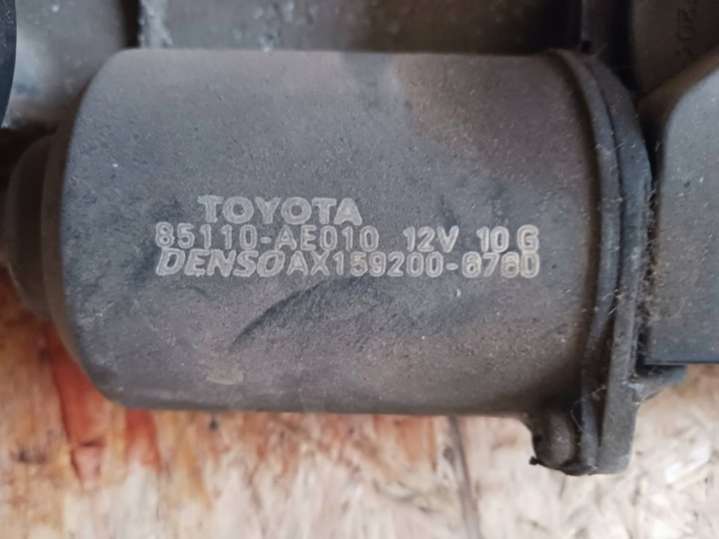 TOYOTA
85110-AE010 12V 10G
DENSO AX159200-8760